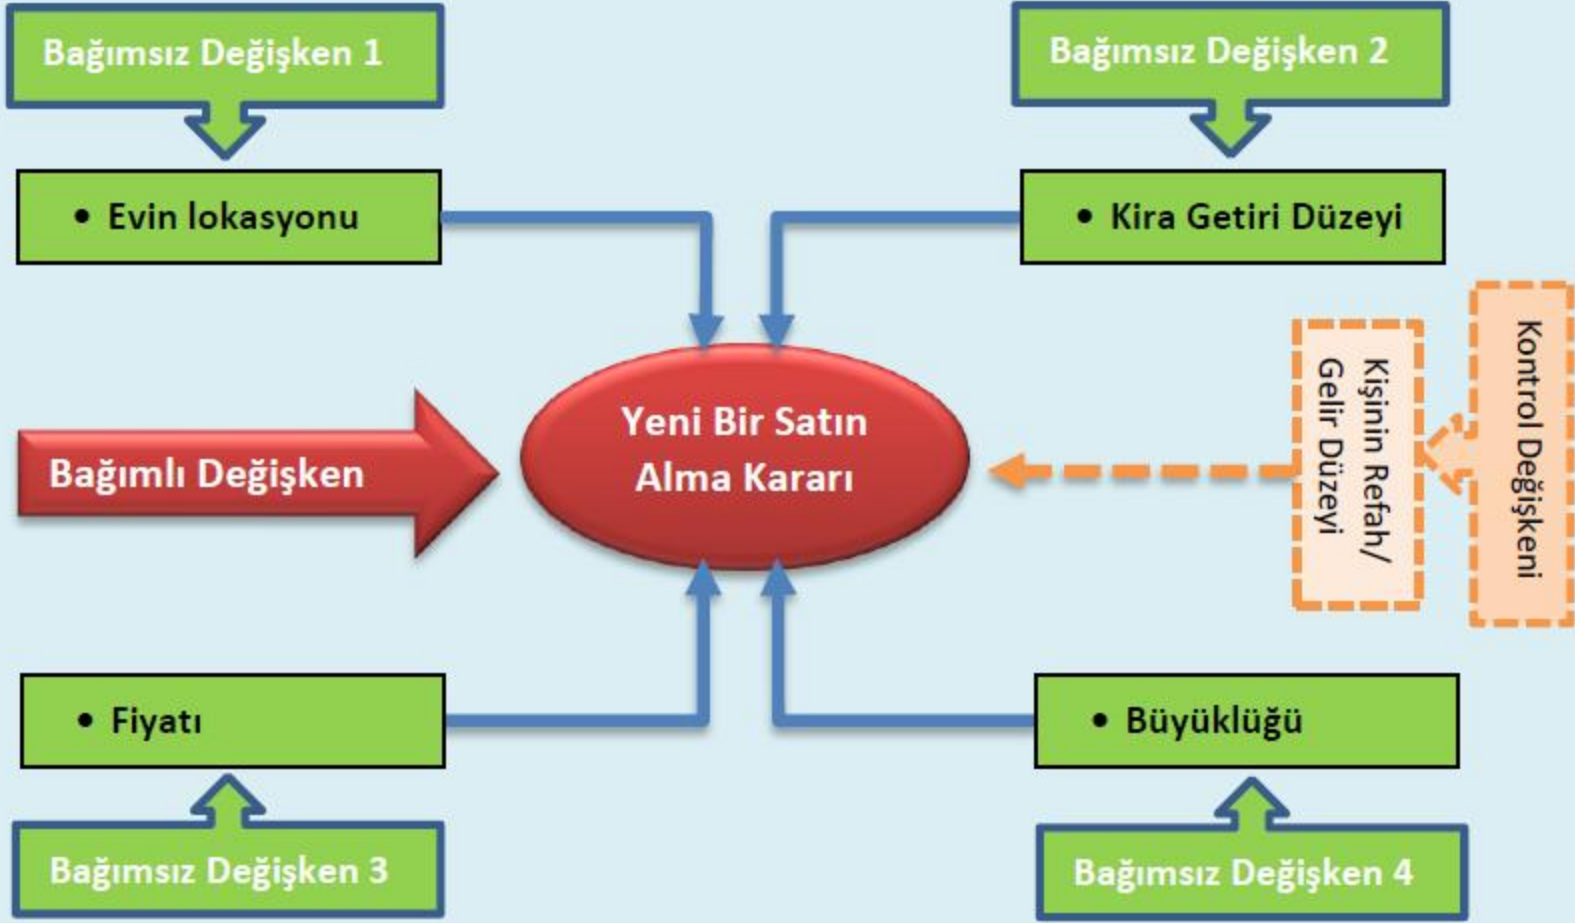 Bağımsız Değişken 1
Bağımsız Değişken 2
• Evin lokasyonu
• Kira Getiri Düzeyi
Bağımlı Değişken
Yeni Bir Satın
Alma Kararı
Kişinin Refah/
Gelir Düzeyi
Kontrol Değişkeni
• Fiyatı
• Büyüklüğü
Bağımsız Değişken 3
Bağımsız Değişken 4